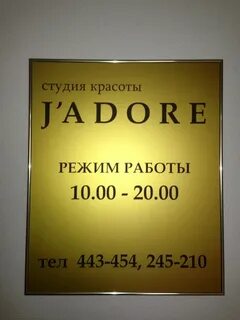 студия красоты
J'ADORE
РЕЖИМ РАБОТЫ
10.00 - 20.00
тел 443-454, 245-210